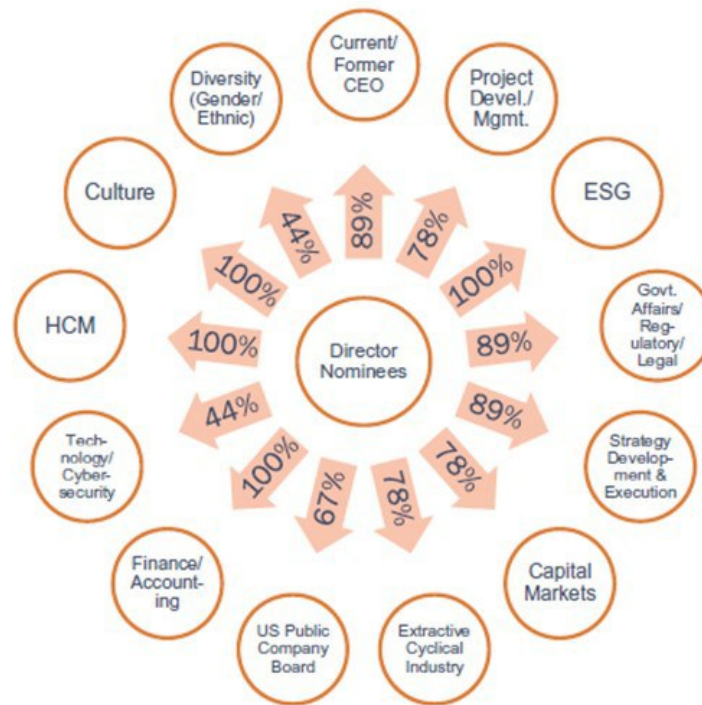 Current/
Former
CEO
Project
Devel./
Mgmt.
ESG
Govt.
Affairs/
Reg-
ulatory/
Legal
Strategy
Develop-
ment &
Execution
Capital
Markets
Extractive
Cyclical
Industry
US Public
Company
Board
Finance/
Account-
ing
Tech-
nology/
Cyber-
security
HCM
Culture
Diversity
(Gender/
Ethnic)
89%
78%
100%
89%
89%
78%
78%
67%
100%
44%
100%
100%
44%
Director
Nominees